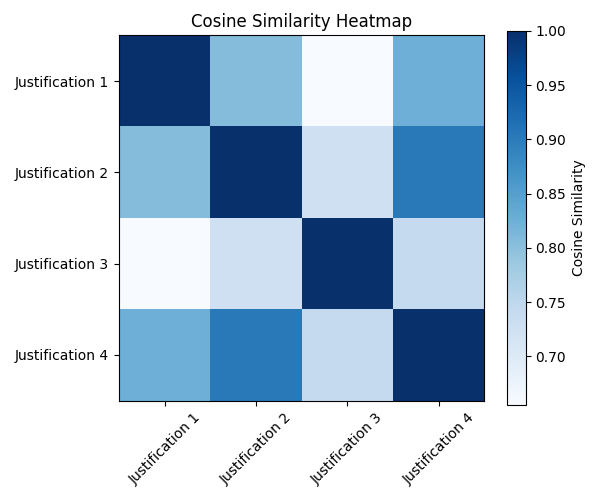 Cosine Similarity Heatmap
Justification 1
Justification 2
Justification 3
Justification 4
Justification 1
Justification 2
Justification 3
Justification 4
1.00
0.95
0.90
0.85
0.80
0.75
0.70
Cosine Similarity